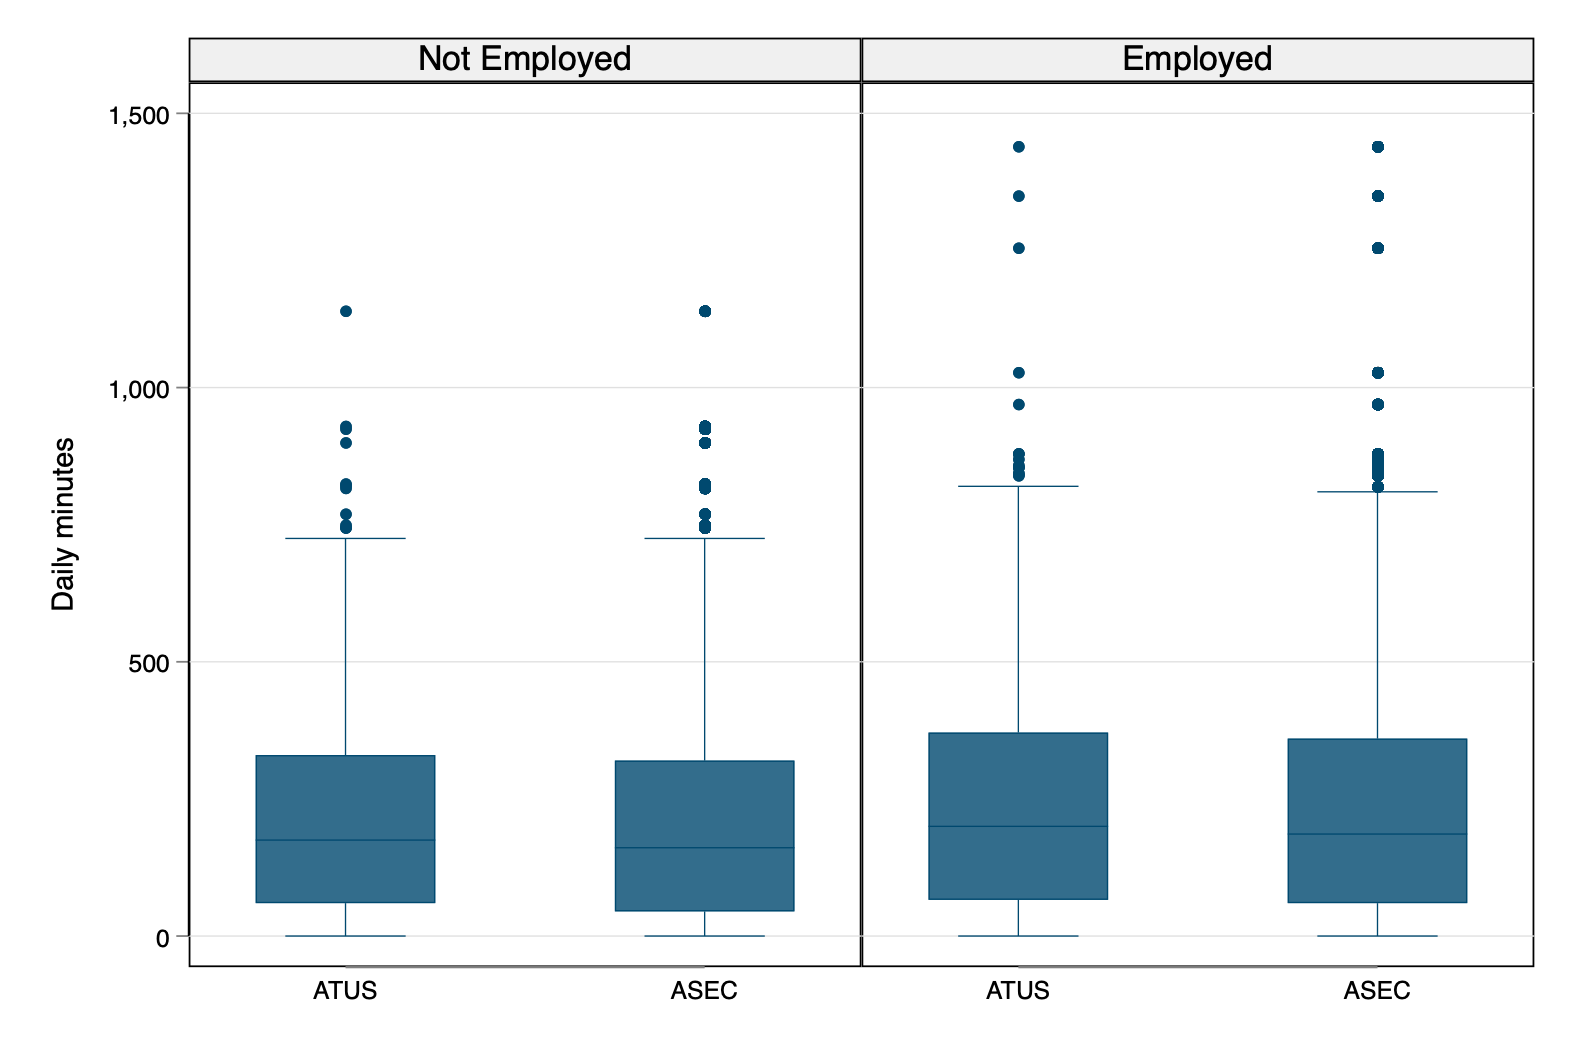 Not Employed
Employed
1,500
1,000
500
0
Daily minutes
ATUS
ASEC
ATUS
ASEC